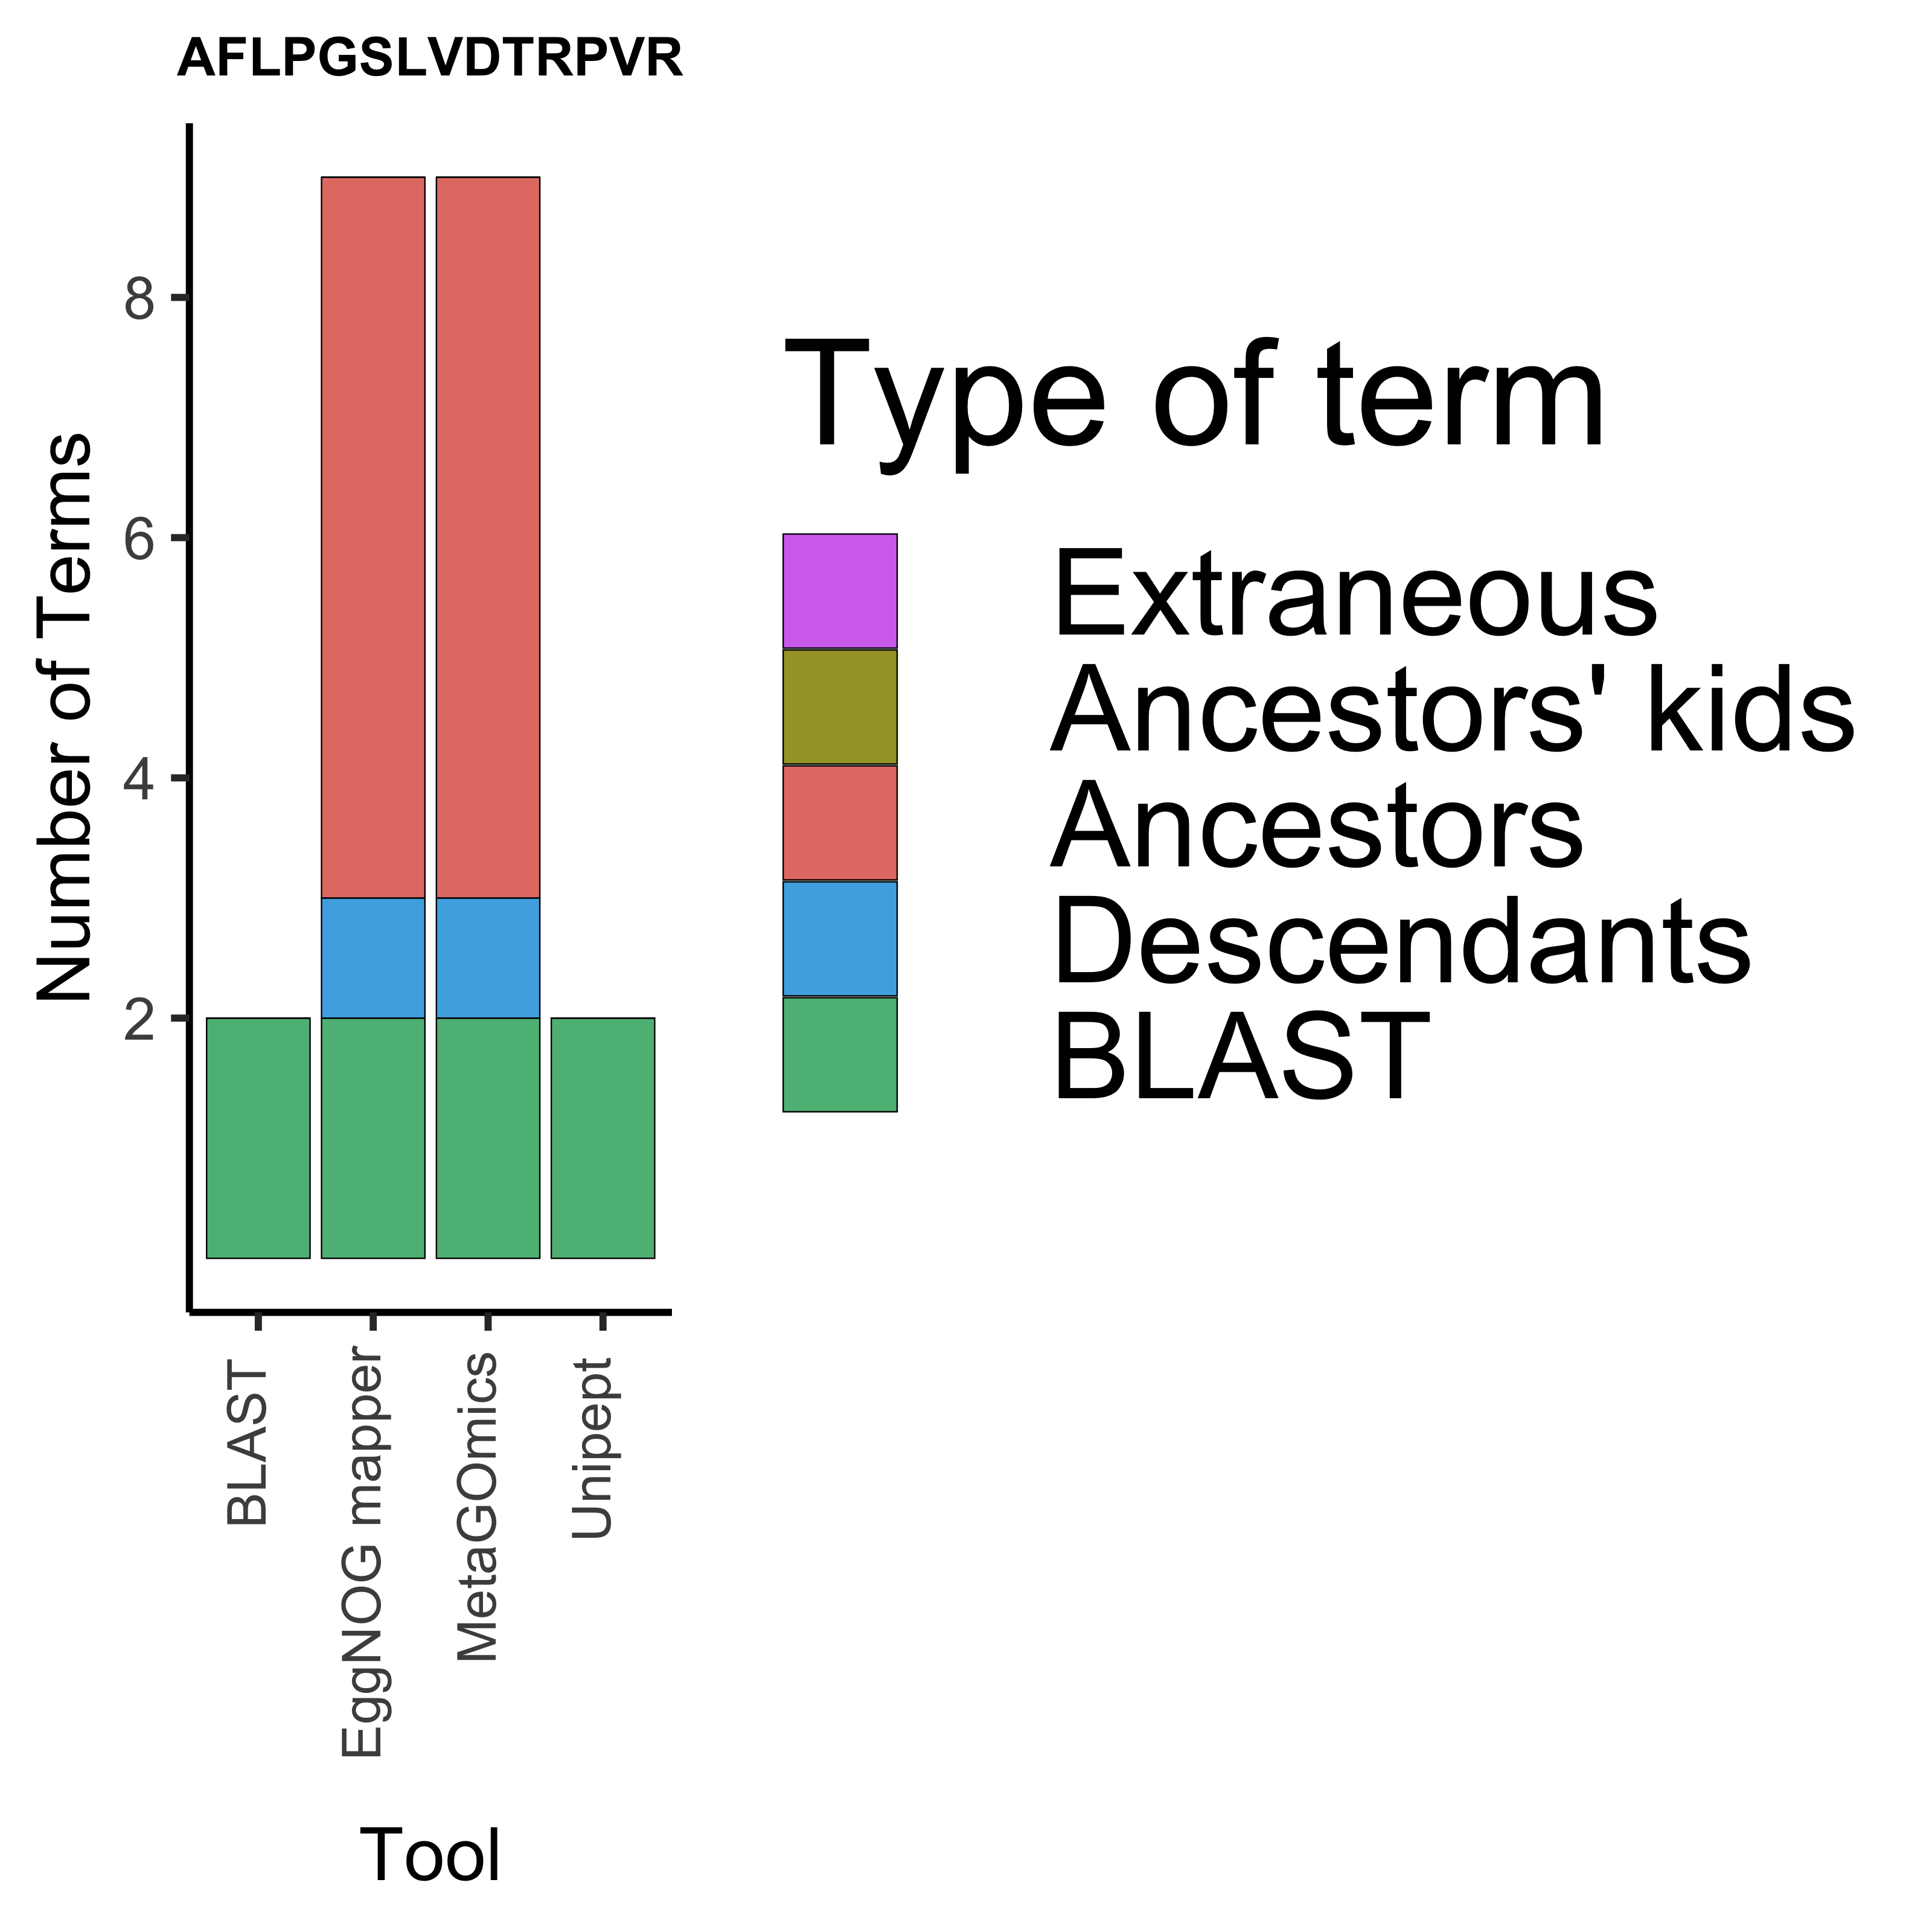 AFLPGSLVDTRPVR
Number of Terms
8
6
4
2
BLAST
EggNOG mapper
MetaGOmics
Unipept
Tool
Type of term
Extraneous
Ancestors' kids
Ancestors
Descendants
BLAST